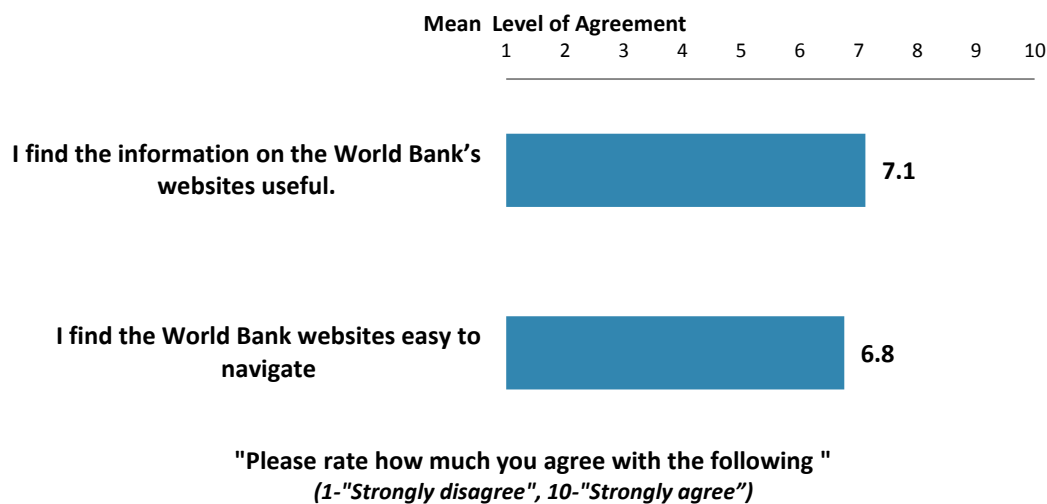 Mean Level of Agreement
1 2 3 4 5 6 7 8 9 10
I find the information on the World Bank’s
websites useful.
7.1
I find the World Bank websites easy to
navigate
6.8
"Please rate how much you agree with the following "
(1-"Strongly disagree", 10-"Strongly agree”)